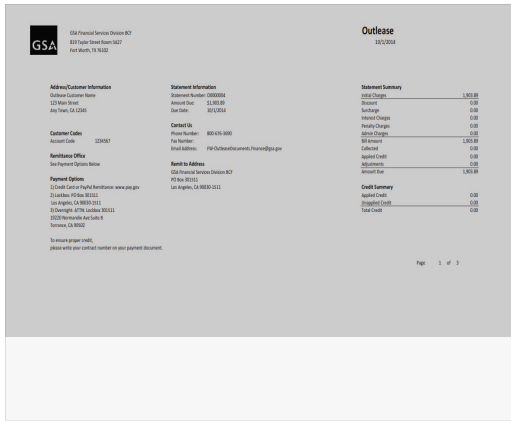 GSA
GSA Financial Services Division BCF
819 Taylor Street Room 5A27
Fort Worth, TX 76102
Outlease
10/1/2014
Address/Customer Information
Outlease Customer Name
123 Main Street
Any Town, CA 12345
Customer Codes
Account Code 1234567
Remittance Office
See Payment Options Below
Payment Options
1) Credit Card or PayPal Remittance: www.pay.gov
2) Lockbox: PO Box 301511
Los Angeles, CA 90030-1511
3) Overnight: ATTN: Lockbox 301511
10220 Normandie Ave Suite B
Torrance, CA 90502
To ensure proper credit,
please write your contract number on your payment document.
Statement Information
Statement Number: O0000004
Amount Due: $1,903.89
Due Date: 10/1/2014
Contact Us
Phone Number: 800-676-3690
Fax Number:
Email Address: FW-OutleaseDocuments.Finance@gsa.gov
Remit to Address
GSA Financial Services Division BCF
PO Box 301511
Los Angeles, CA 90030-1511
Statement Summary
Initial Charges 1,903.89
Discount 0.00
Surcharge 0.00
Interest Charges 0.00
Penalty Charges 0.00
Admin Charges 0.00
Bill Amount 1,903.89
Collected 0.00
Applied Credit 0.00
Adjustments 0.00
Amount Due 1,903.89
Credit Summary
Applied Credit 0.00
Unapplied Credit 0.00
Total Credit 0.00
Page 1 of 3